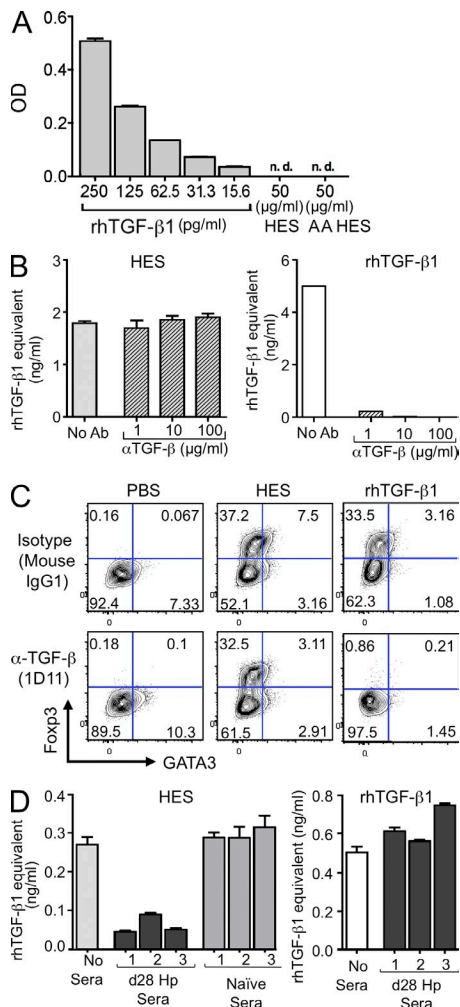 A
OD
0.6
0.4
0.2
0.0
250 125 62.5 31.3 15.6
n. d. n. d.
50 50
(µg/ml) (µg/ml)
rhTGF-β1 (pg/ml) HES AA HES
B
HES
rhTGF-β1 equivalent
(ng/ml)
3
2
1
0
No Ab 1 10 100
αTGF-β (µg/ml)
rhTGF-β1
rhTGF-β1 equivalent
(ng/ml)
6
4
2
0
No Ab 1 10 100
αTGF-β (µg/ml)
C
PBS HES rhTGF-β1
Isotype
(Mouse
IgG1)
0.16 0.067
92.4 7.33
0
37.2 7.5
52.1 3.16
0
33.5 3.16
62.3 1.08
0
α-TGF-β
(1D11)
0.18 0.1
89.5 10.3
0
32.5 3.11
61.5 2.91
0
0.86 0.21
97.5 1.45
0
Foxp3
GATA3
D
HES
rhTGF-β1 equivalent
(ng/ml)
0.4
0.3
0.2
0.1
0.0
No
Sera
1 2 3
d28 Hp
Sera
1 2 3
Naïve
Sera
rhTGF-β1
rhTGF-β1 equivalent (ng/ml)
0.8
0.6
0.4
0.2
0.0
No
Sera
1 2 3
d28 Hp
Sera